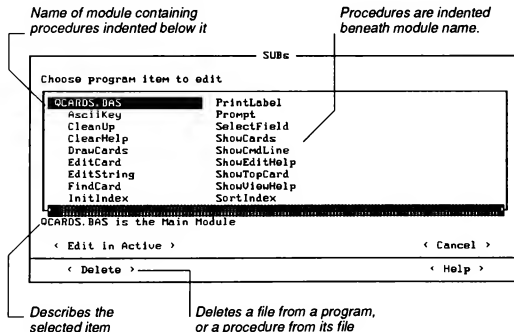 Name of module containing
procedures indented below it
Procedures are indented
beneath module name.
SUBs
Choose program item to edit
QCARDS.BAS
AsciiKey
CleanUp
ClearHelp
DrawCards
EditCard
EditString
FindCard
InitIndex
PrintLabel
Prompt
SelectField
ShowCards
ShowCmdLine
ShowEditHelp
ShowTopCard
ShowViewHelp
SortIndex
QCARDS.BAS is the Main Module
< Edit in Active >
< Cancel >
< Delete >
< Help >
Describes the
selected item
Deletes a file from a program,
or a procedure from its file